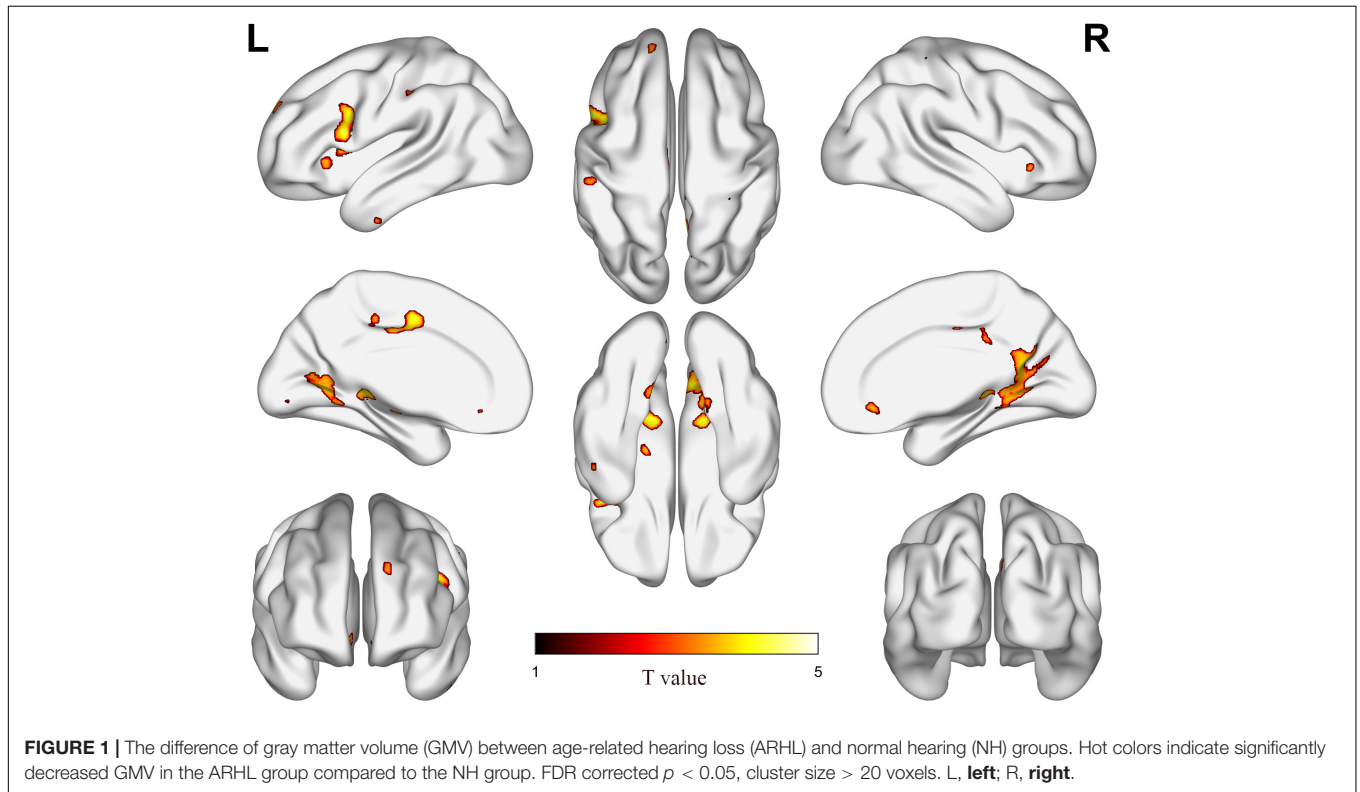 L
R
1
5
T value
FIGURE 1 | The difference of gray matter volume (GMV) between age-related hearing loss (ARHL) and normal hearing (NH) groups. Hot colors indicate significantly
decreased GMV in the ARHL group compared to the NH group. FDR corrected p < 0.05, cluster size > 20 voxels. L, left; R, right.